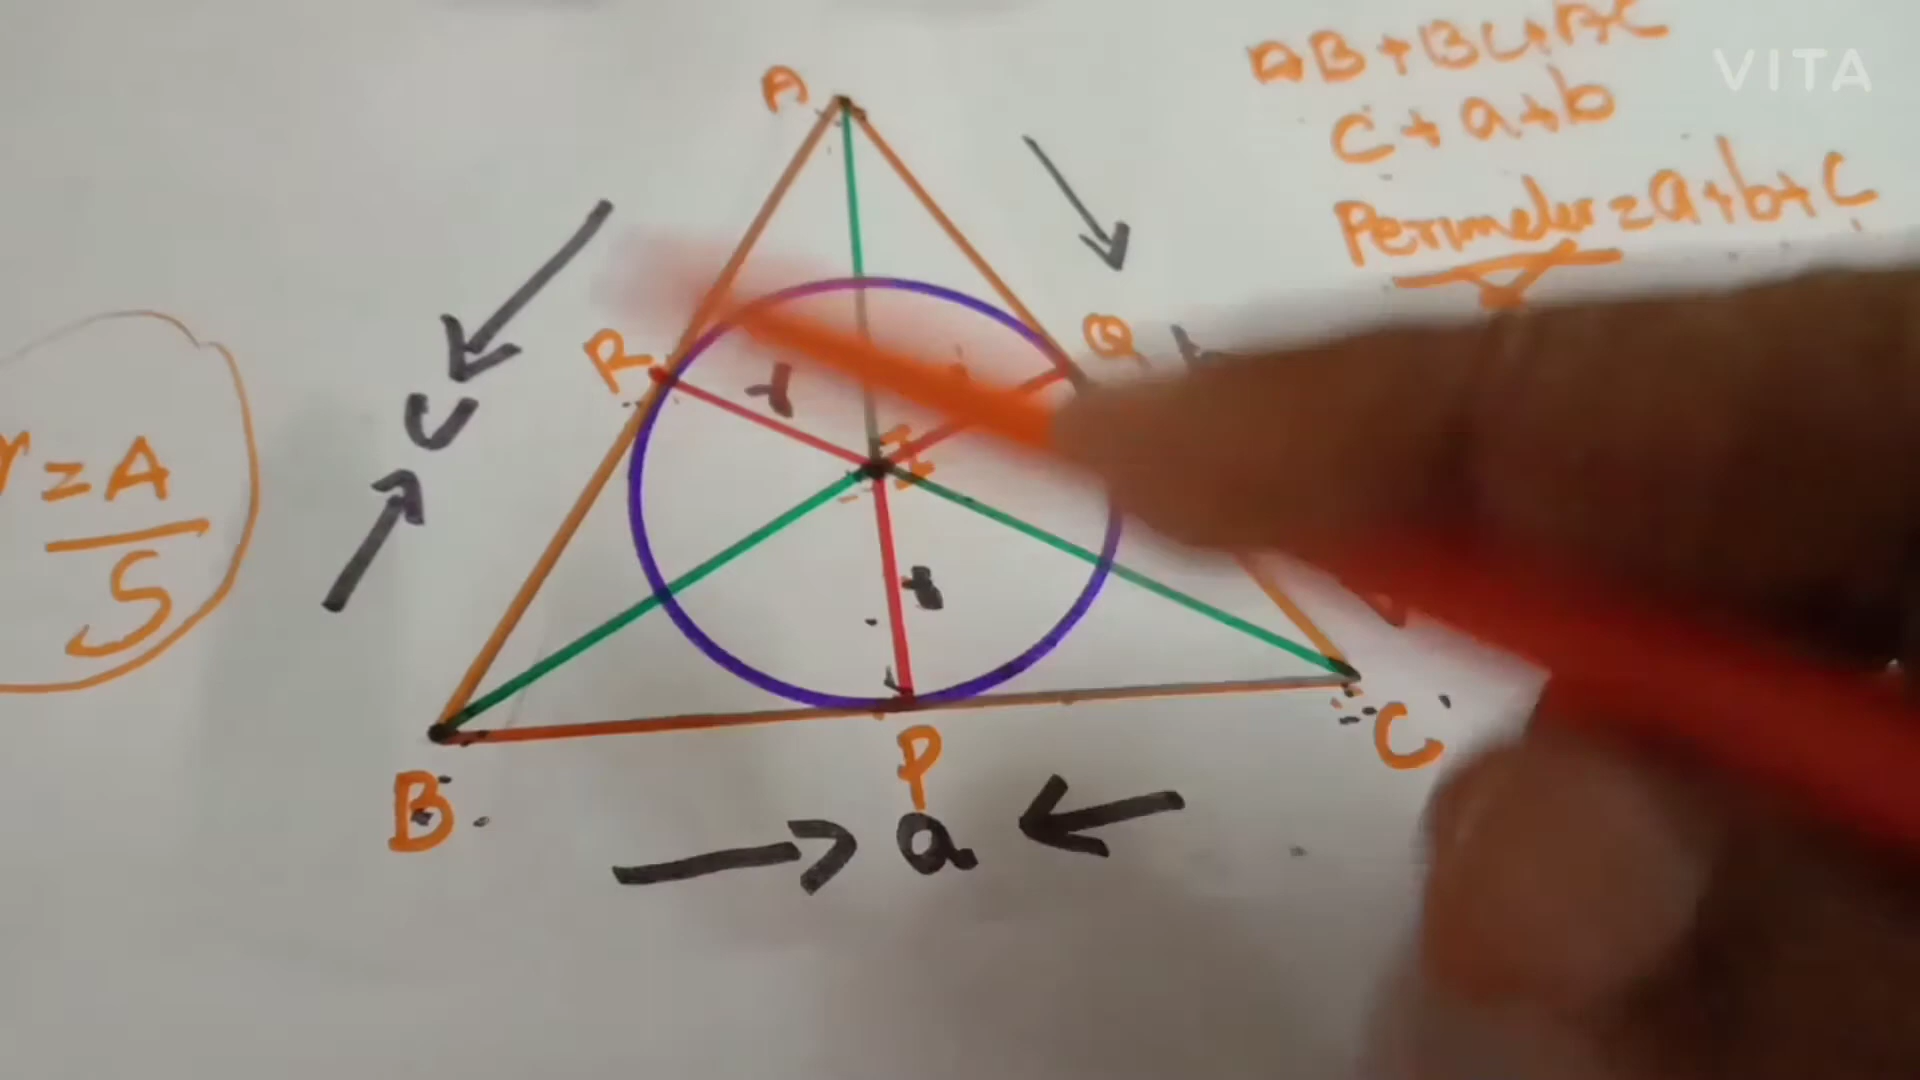 AB+BC+AC
C+a+b
Perimeter=a+b+C
VITA
A
R
Q
r
I
C
r=A
S
r
B
P
C
a